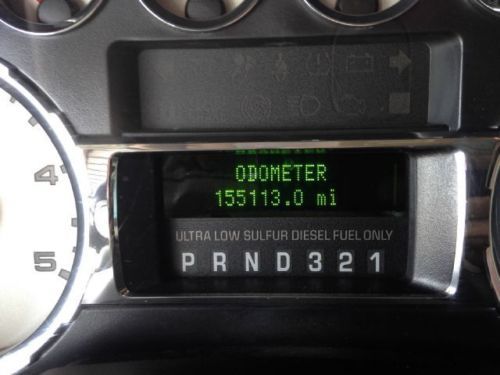 ODOMETER
155113.0 mi
ULTRA LOW SULFUR DIESEL FUEL ONLY
P R N D 3 2 1
4
5